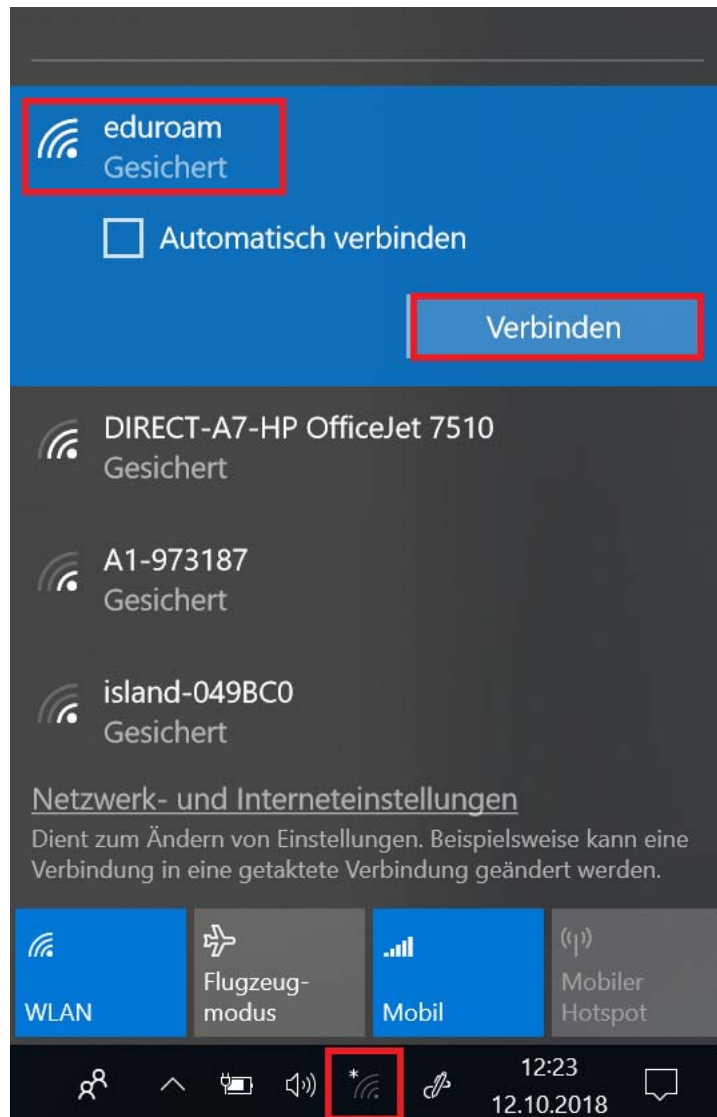 eduroam
Gesichert
Automatisch verbinden
Verbinden
DIRECT-A7-HP OfficeJet 7510
Gesichert
A1-973187
Gesichert
island-049BC0
Gesichert
Netzwerk- und Interneteinstellungen
Dient zum Ändern von Einstellungen. Beispielsweise kann eine
Verbindung in eine getaktete Verbindung geändert werden.
WLAN
Flugzeug-
modus
Mobil
Mobiler
Hotspot
12:23
12.10.2018